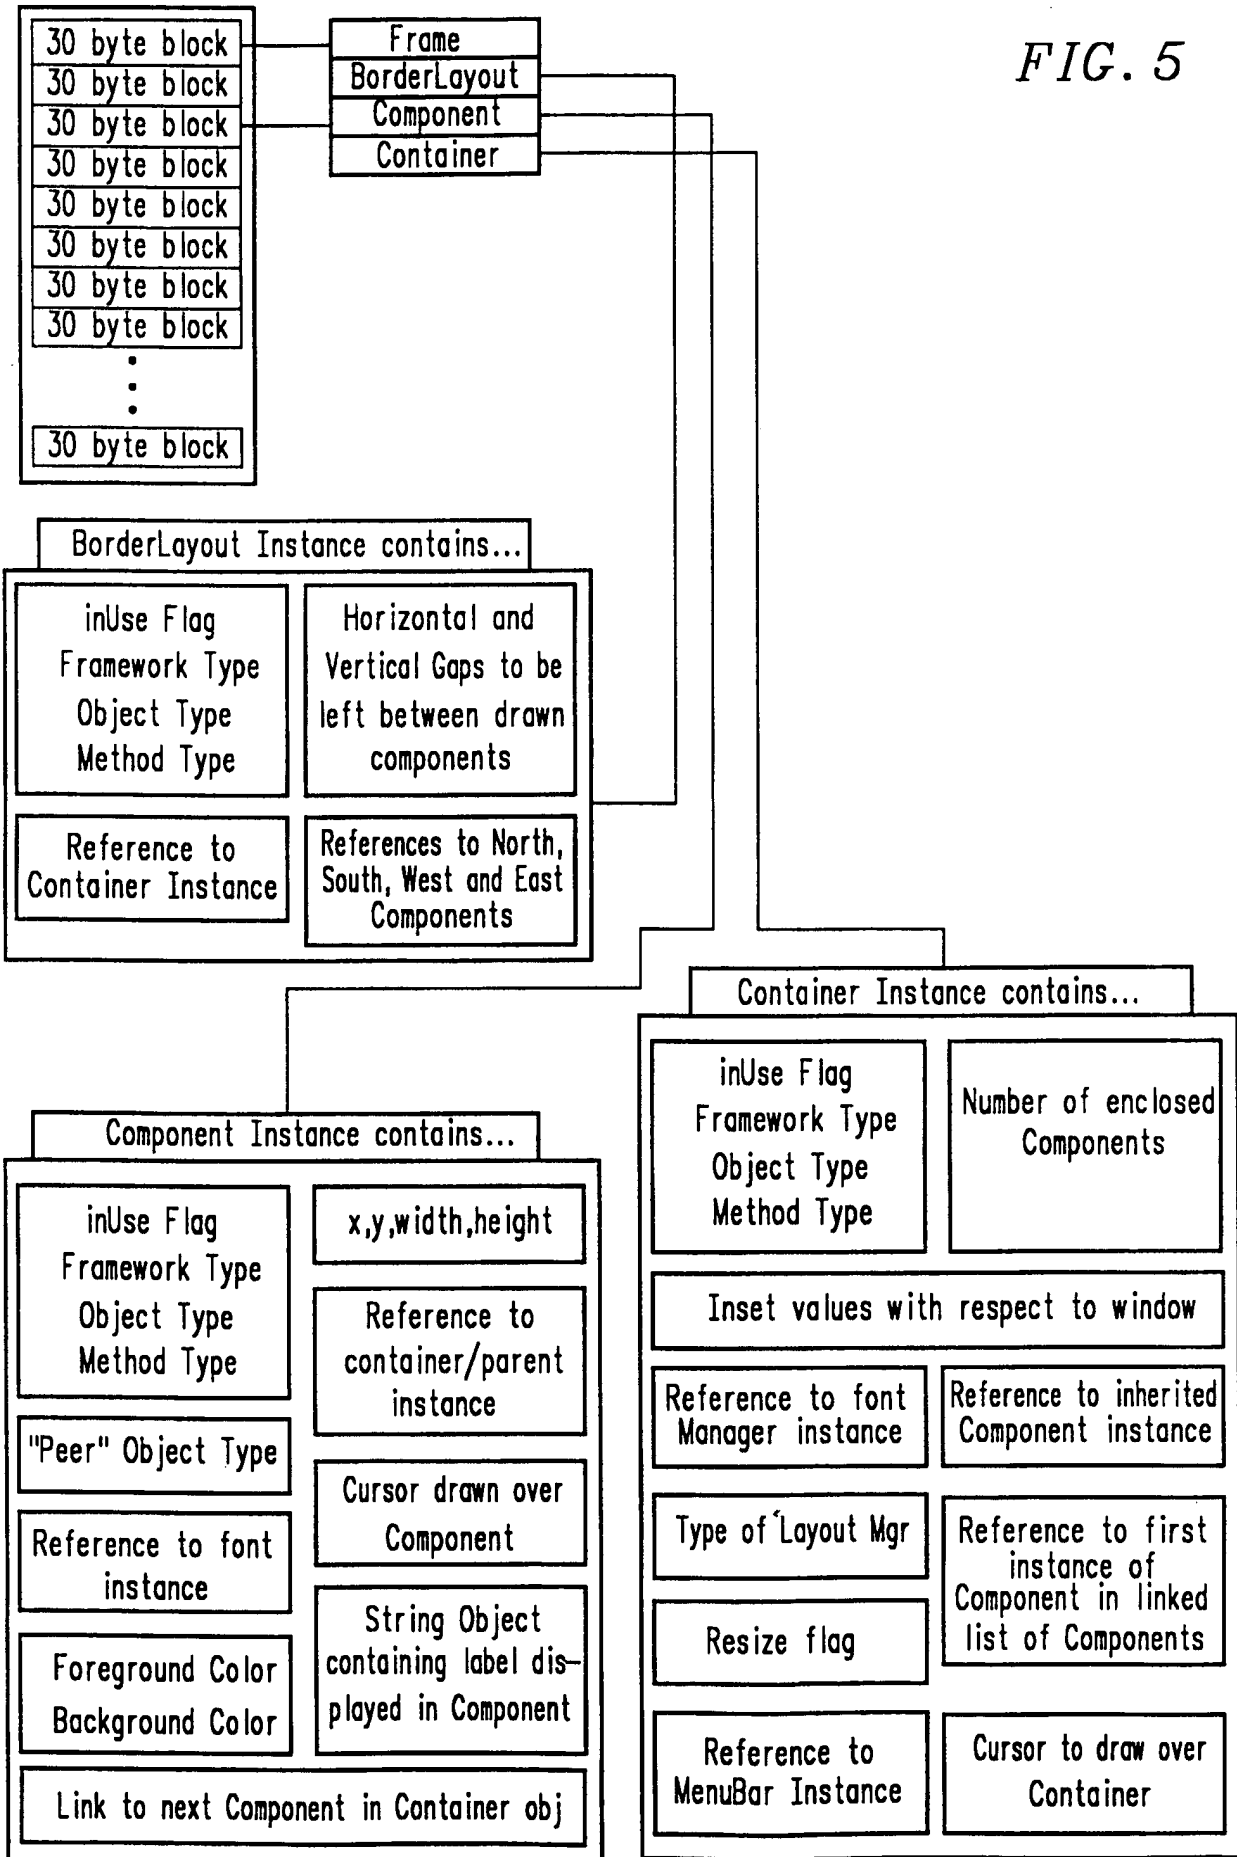 FIG. 5
30 byte block
30 byte block
30 byte block
30 byte block
30 byte block
30 byte block
30 byte block
30 byte block
30 byte block
Frame
BorderLayout
Component
Container
BorderLayout Instance contains...
inUse Flag
Framework Type
Object Type
Method Type
Horizontal and
Vertical Gaps to be
left between drawn
components
Reference to
Container Instance
References to North,
South, West and East
Components
Component Instance contains...
inUse Flag
Framework Type
Object Type
Method Type
x,y,width,height
Reference to
container/parent
instance
"Peer" Object Type
Cursor drawn over
Component
Reference to font
instance
String Object
containing label dis-
played in Component
Foreground Color
Background Color
Link to next Component in Container obj
Container Instance contains...
inUse Flag
Framework Type
Object Type
Method Type
Number of enclosed
Components
Inset values with respect to window
Reference to font
Manager instance
Reference to inherited
Component instance
Type of Layout Mgr
Reference to first
instance of
Component in linked
list of Components
Resize flag
Reference to
MenuBar Instance
Cursor to draw over
Container